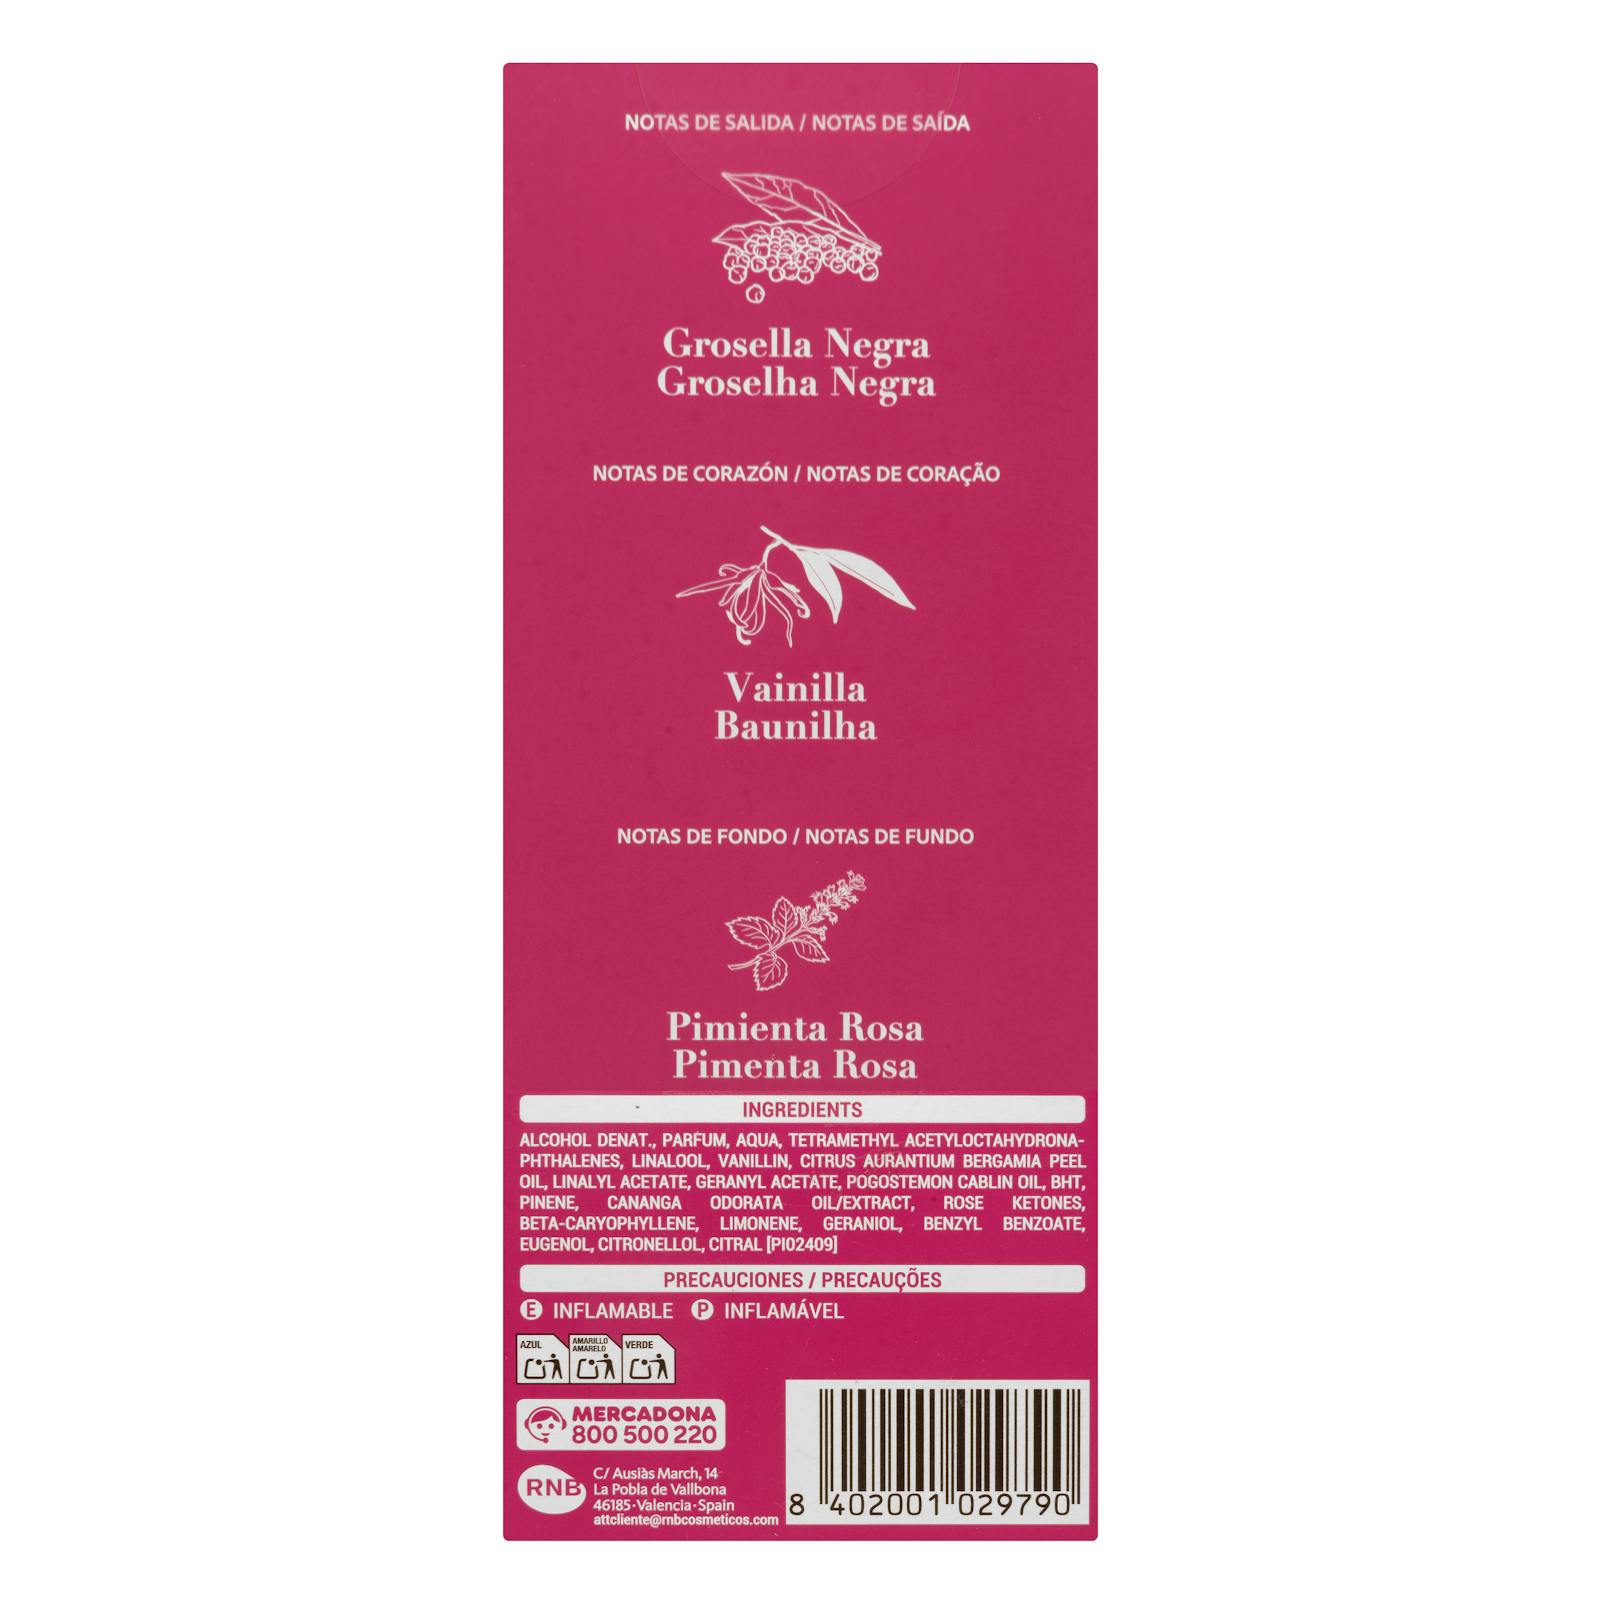 NOTAS DE SALIDA / NOTAS DE SAÍDA
Grosella Negra
Groselha Negra
NOTAS DE CORAZÓN / NOTAS DE CORAÇÃO
Vainilla
Baunilha
NOTAS DE FONDO / NOTAS DE FUNDO
Pimienta Rosa
Pimenta Rosa
INGREDIENTS
ALCOHOL DENAT., PARFUM, AQUA, TETRAMETHYL ACETYLOCTAHYDRONA-
PHTHALENES, LINALOOL, VANILLIN, CITRUS AURANTIUM BERGAMIA PEEL
OIL, LINALYL ACETATE, GERANYL ACETATE, POGOSTEMON CABLIN OIL, BHT,
PINENE, CANANGA ODORATA OIL/EXTRACT, ROSE KETONES,
BETA-CARYOPHYLLENE, LIMONENE, GERANIOL, BENZYL BENZOATE,
EUGENOL, CITRONELLOL, CITRAL [PI02409]
PRECAUCIONES / PRECAUÇÕES
E INFLAMABLE P INFLAMÁVEL
AZUL
AMARILLO
AMARELO
VERDE
MERCADONA
800 500 220
RNB
C/ Ausiàs March, 14
La Pobla de Vallbona
46185·Valencia·Spain
attcliente@rnbcosmeticos.com
8 402001 029790